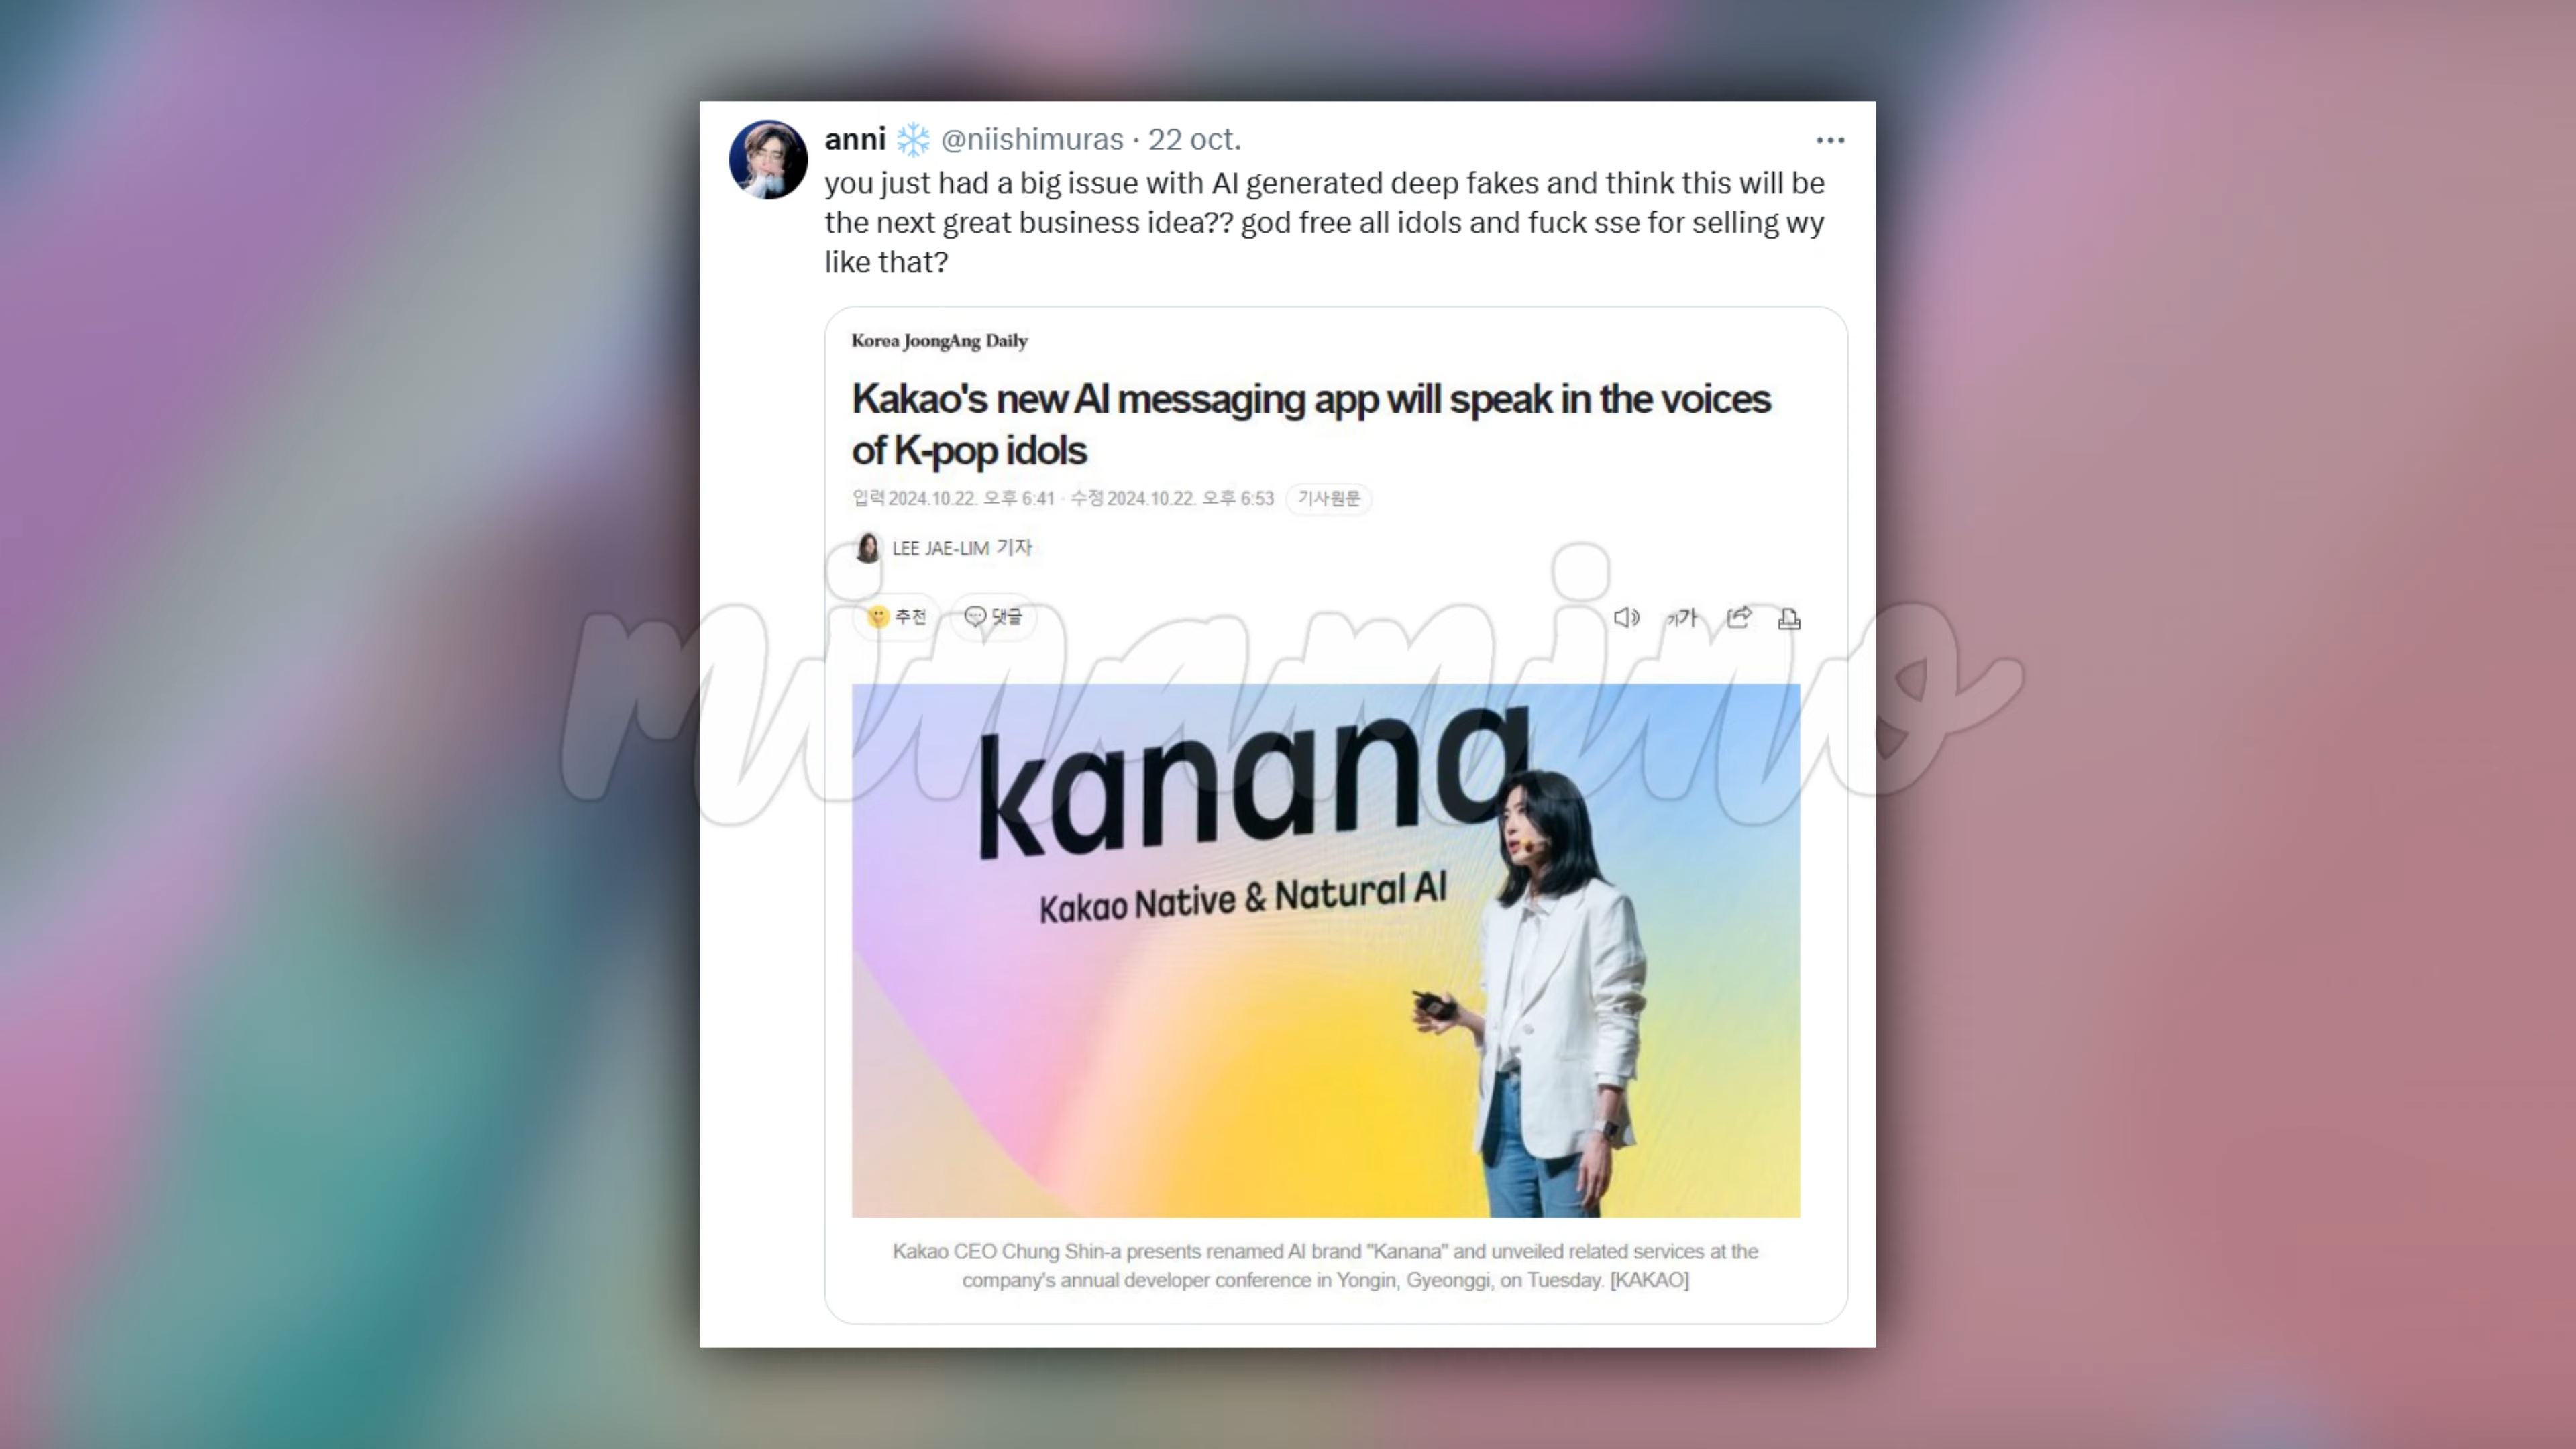 anni @niishimuras · 22 oct.
you just had a big issue with AI generated deep fakes and think this will be
the next great business idea?? god free all idols and fuck sse for selling wy
like that?
Korea JoongAng Daily
Kakao's new AI messaging app will speak in the voices
of K-pop idols
입력 2024.10.22. 오후 6:41 · 수정 2024.10.22. 오후 6:53 기사원문
LEE JAE-LIM 기자
추천 댓글 가가
minamino
kanana
Kakao Native & Natural AI
Kakao CEO Chung Shin-a presents renamed AI brand "Kanana" and unveiled related services at the
company's annual developer conference in Yongin, Gyeonggi, on Tuesday. [KAKAO]